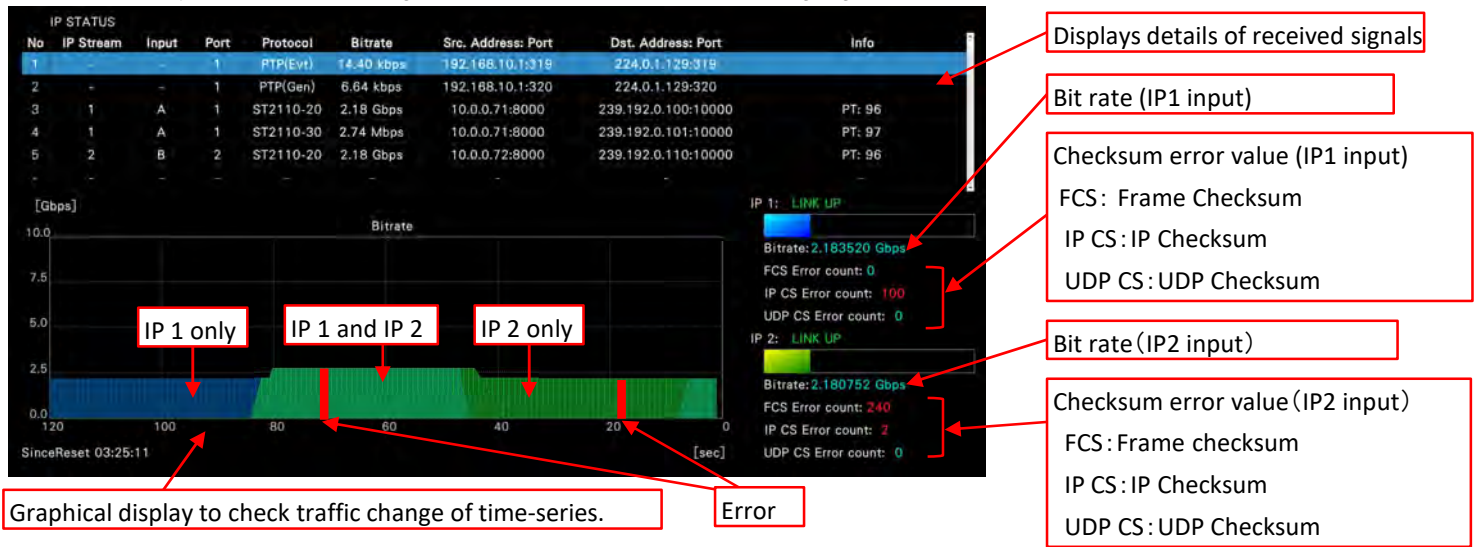 IP STATUS
No IP Stream Input Port Protocol Bitrate Src. Address: Port Dst. Address: Port Info
1 - - 1 PTP(Evt) 14.40 kbps 192.168.10.1:319 224.0.1.129:319
2 - - 1 PTP(Gen) 6.64 kbps 192.168.10.1:320 224.0.1.129:320
3 1 A 1 ST2110-20 2.18 Gbps 10.0.0.71:8000 239.192.0.100:10000 PT: 96
4 1 A 1 ST2110-30 2.74 Mbps 10.0.0.71:8000 239.192.0.101:10000 PT: 97
5 2 B 2 ST2110-20 2.18 Gbps 10.0.0.72:8000 239.192.0.110:10000 PT: 96
- - - - - - - - -
[Gbps]
Bitrate
10.0
7.5
5.0
2.5
0.0
120 100 80 60 40 20 0
SinceReset 03:25:11 [sec]
IP 1 only
IP 1 and IP 2
IP 2 only
IP 1: LINK UP
Bitrate:2.183520 Gbps
FCS Error count: 0
IP CS Error count: 100
UDP CS Error count: 0
IP 2: LINK UP
Bitrate:2.180752 Gbps
FCS Error count: 240
IP CS Error count: 2
UDP CS Error count: 0
Displays details of received signals
Bit rate (IP1 input)
Checksum error value (IP1 input)
FCS: Frame Checksum
IP CS:IP Checksum
UDP CS:UDP Checksum
Bit rate(IP2 input)
Checksum error value(IP2 input)
FCS:Frame checksum
IP CS:IP Checksum
UDP CS:UDP Checksum
Graphical display to check traffic change of time-series.
Error